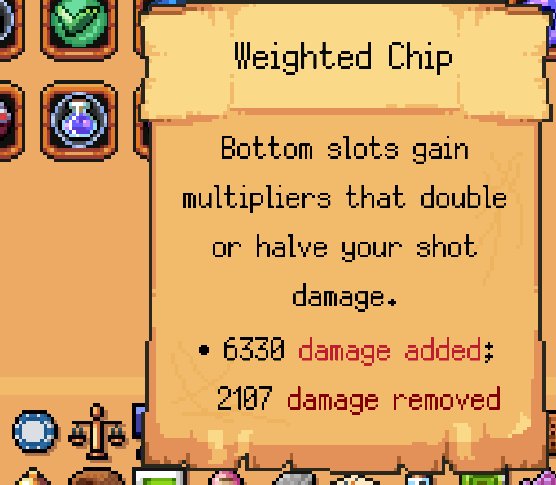 Weighted Chip
Bottom slots gain
multipliers that double
or halve your shot
damage.
• 6330 damage added;
2107 damage removed